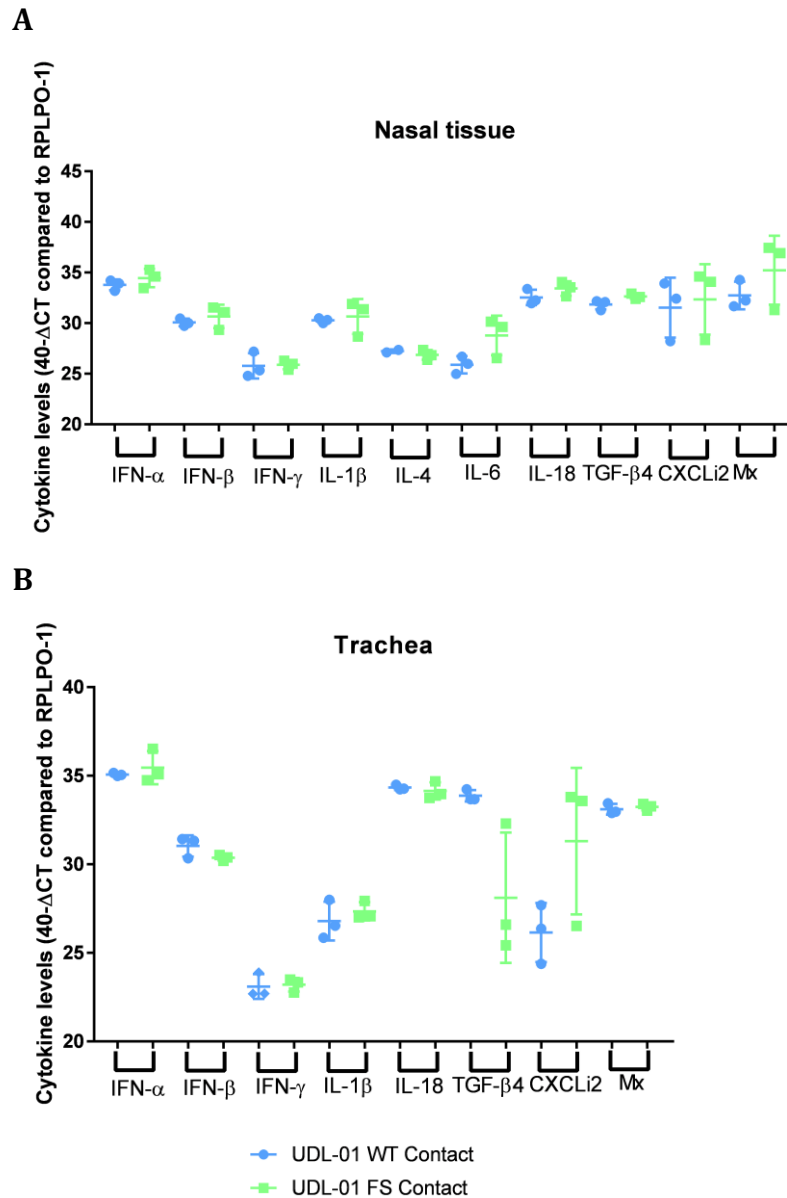 A
Cytokine levels (40-ΔCT compared to RPLPO-1)
Nasal tissue
45
40
35
30
25
20
IFN-α IFN-β IFN-γ IL-1β IL-4 IL-6 IL-18 TGF-β4 CXCLi2 Mx
B
Cytokine levels (40-ΔCT compared to RPLPO-1)
Trachea
40
35
30
25
20
IFN-α IFN-β IFN-γ IL-1β IL-18 TGF-β4 CXCLi2 Mx
UDL-01 WT Contact
UDL-01 FS Contact